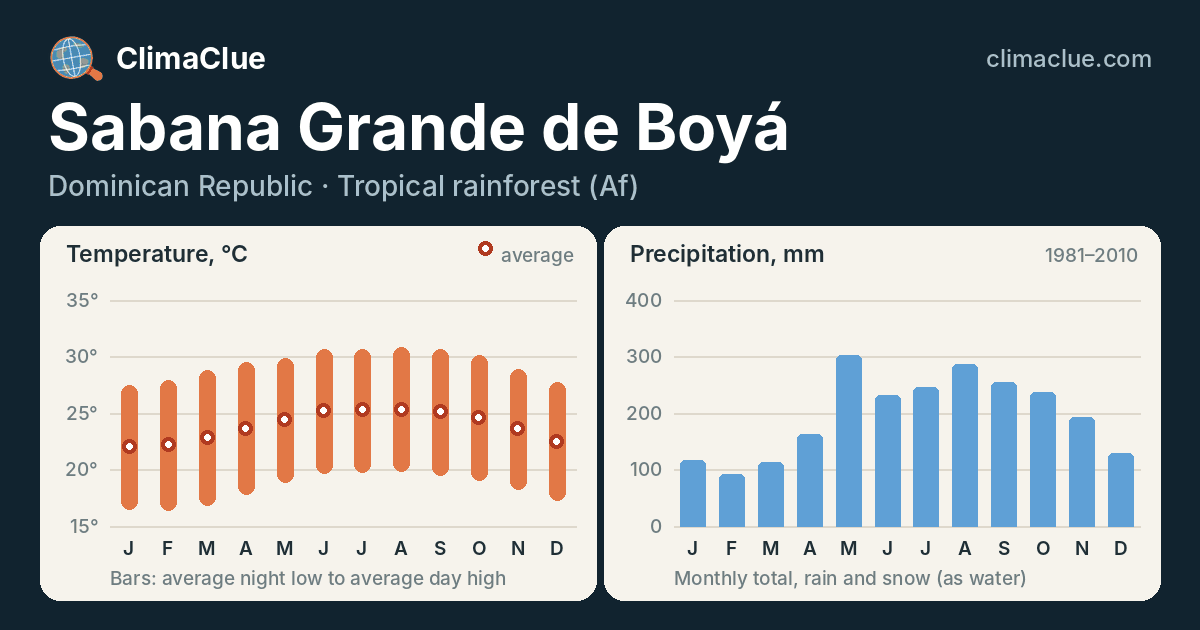 ClimaClue
climaclue.com
Sabana Grande de Boyá
Dominican Republic · Tropical rainforest (Af)
Temperature, °C
average
35°
30°
25°
20°
15°
J F M A M J J A S O N D
Bars: average night low to average day high
Precipitation, mm
1981–2010
400
300
200
100
0
J F M A M J J A S O N D
Monthly total, rain and snow (as water)